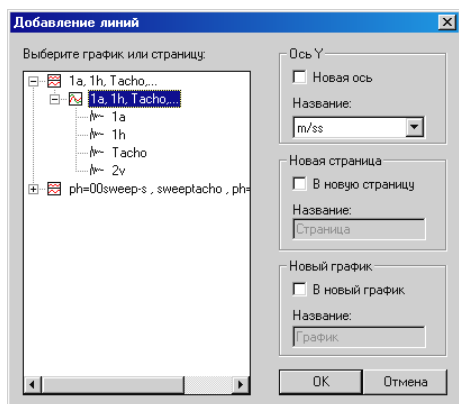 Добавление линий
Выберите график или страницу:
1a, 1h, Tacho,...
1a, 1h, Tacho,...
1a
1h
Tacho
2v
ph=00sweep-s , sweeptacho , ph=
Ось Y
Новая ось
Название:
m/ss
Новая страница
В новую страницу
Название:
Страница
Новый график
В новый график
Название:
График
OK
Отмена